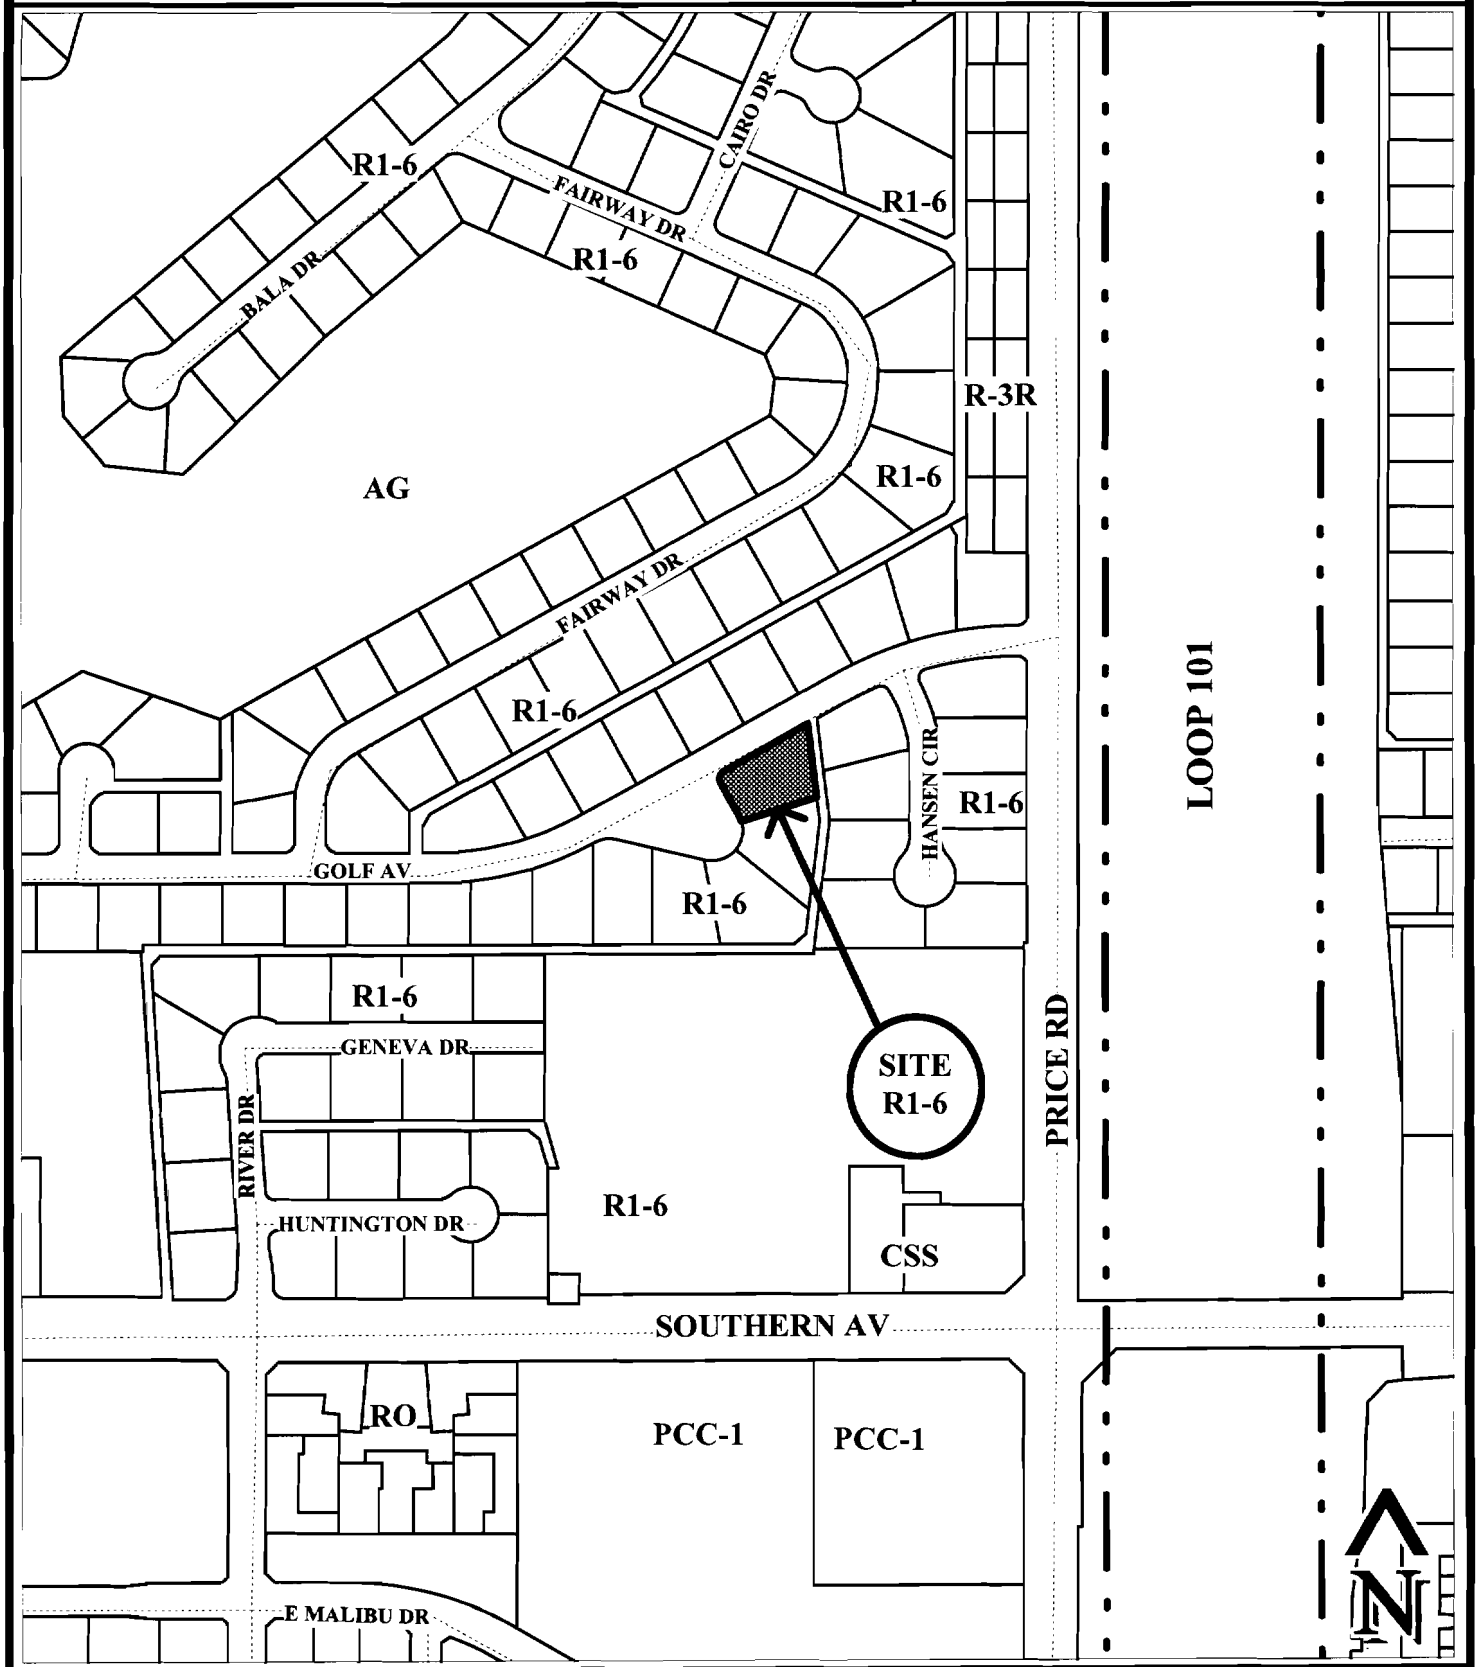 CAIRO DR
R1-6
FAIRWAY DR
R1-6
R1-6
BALA DR
R-3R
R1-6
AG
FAIRWAY DR
LOOP 101
R1-6
HANSEN CIR
R1-6
GOLF AV
R1-6
R1-6
GENEVA DR
PRICE RD
SITE
R1-6
RIVER DR
R1-6
HUNTINGTON DR
CSS
SOUTHERN AV
RO
PCC-1
PCC-1
N
E MALIBU DR